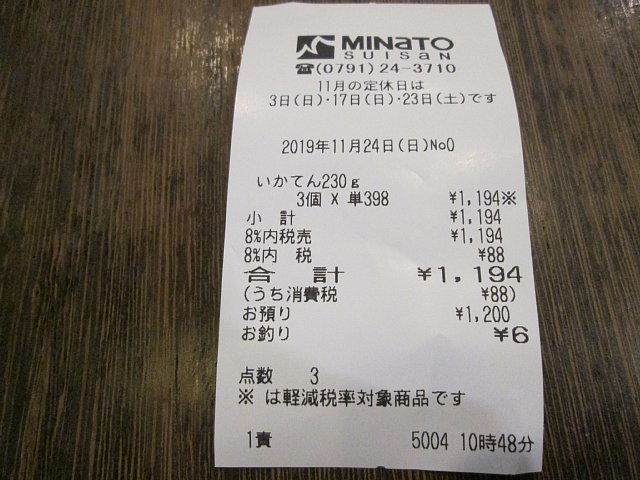 MINATO
SUISAN
☎(0791)24-3710
11月の定休日は
3日(日)・17日(日)・23日(土)です
2019年11月24日(日)No0
いかてん230g
3個 X 単398 ¥1,194※
小 計 ¥1,194
8%内税売 ¥1,194
8%内 税 ¥88
合 計 ¥1,194
(うち消費税 ¥88)
お預り ¥1,200
お釣り ¥6
点数 3
※ は軽減税率対象商品です
1責 5004 10時48分